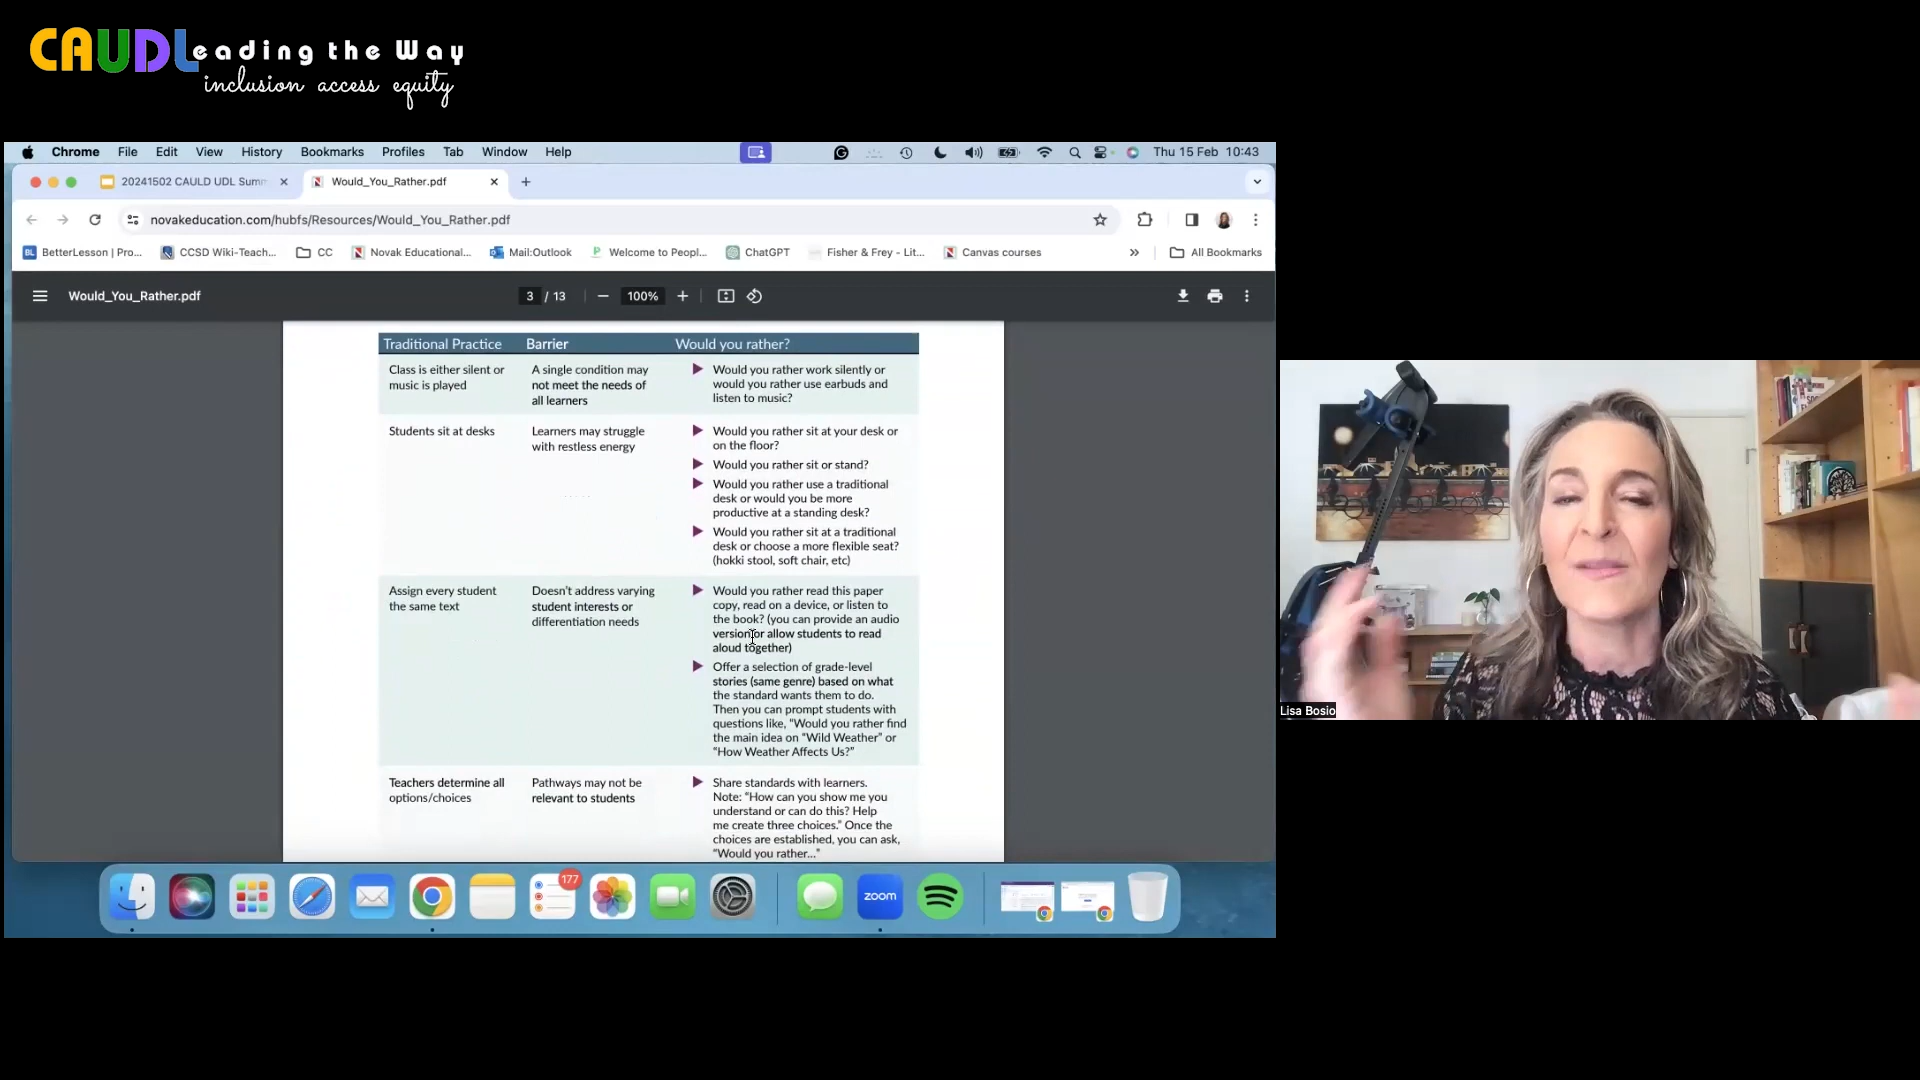 CAUDLeading the Way
inclusion access equity
Chrome File Edit View History Bookmarks Profiles Tab Window Help Thu 15 Feb 10:43
20241502 CAULD UDL Summ Would_You_Rather.pdf
novakeducation.com/hubfs/Resources/Would_You_Rather.pdf
BL BetterLesson | Pro... CCSD Wiki-Teach... CC Novak Educational... Mail:Outlook Welcome to Peopl... ChatGPT Fisher & Frey - Lit... Canvas courses » All Bookmarks
Would_You_Rather.pdf 3 / 13 100%
Traditional Practice Barrier Would you rather?
Class is either silent or
music is played
A single condition may
not meet the needs of
all learners
Would you rather work silently or
would you rather use earbuds and
listen to music?
Students sit at desks
Learners may struggle
with restless energy
Would you rather sit at your desk or
on the floor?
Would you rather sit or stand?
Would you rather use a traditional
desk or would you be more
productive at a standing desk?
Would you rather sit at a traditional
desk or choose a more flexible seat?
(hokki stool, soft chair, etc)
Assign every student
the same text
Doesn't address varying
student interests or
differentiation needs
Would you rather read this paper
copy, read on a device, or listen to
the book? (you can provide an audio
version or allow students to read
aloud together)
Offer a selection of grade-level
stories (same genre) based on what
the standard wants them to do.
Then you can prompt students with
questions like, "Would you rather find
the main idea on "Wild Weather" or
"How Weather Affects Us?"
Teachers determine all
options/choices
Pathways may not be
relevant to students
Share standards with learners.
Note: "How can you show me you
understand or can do this? Help
me create three choices." Once the
choices are established, you can ask,
"Would you rather..."
177
zoom
Lisa Bosio